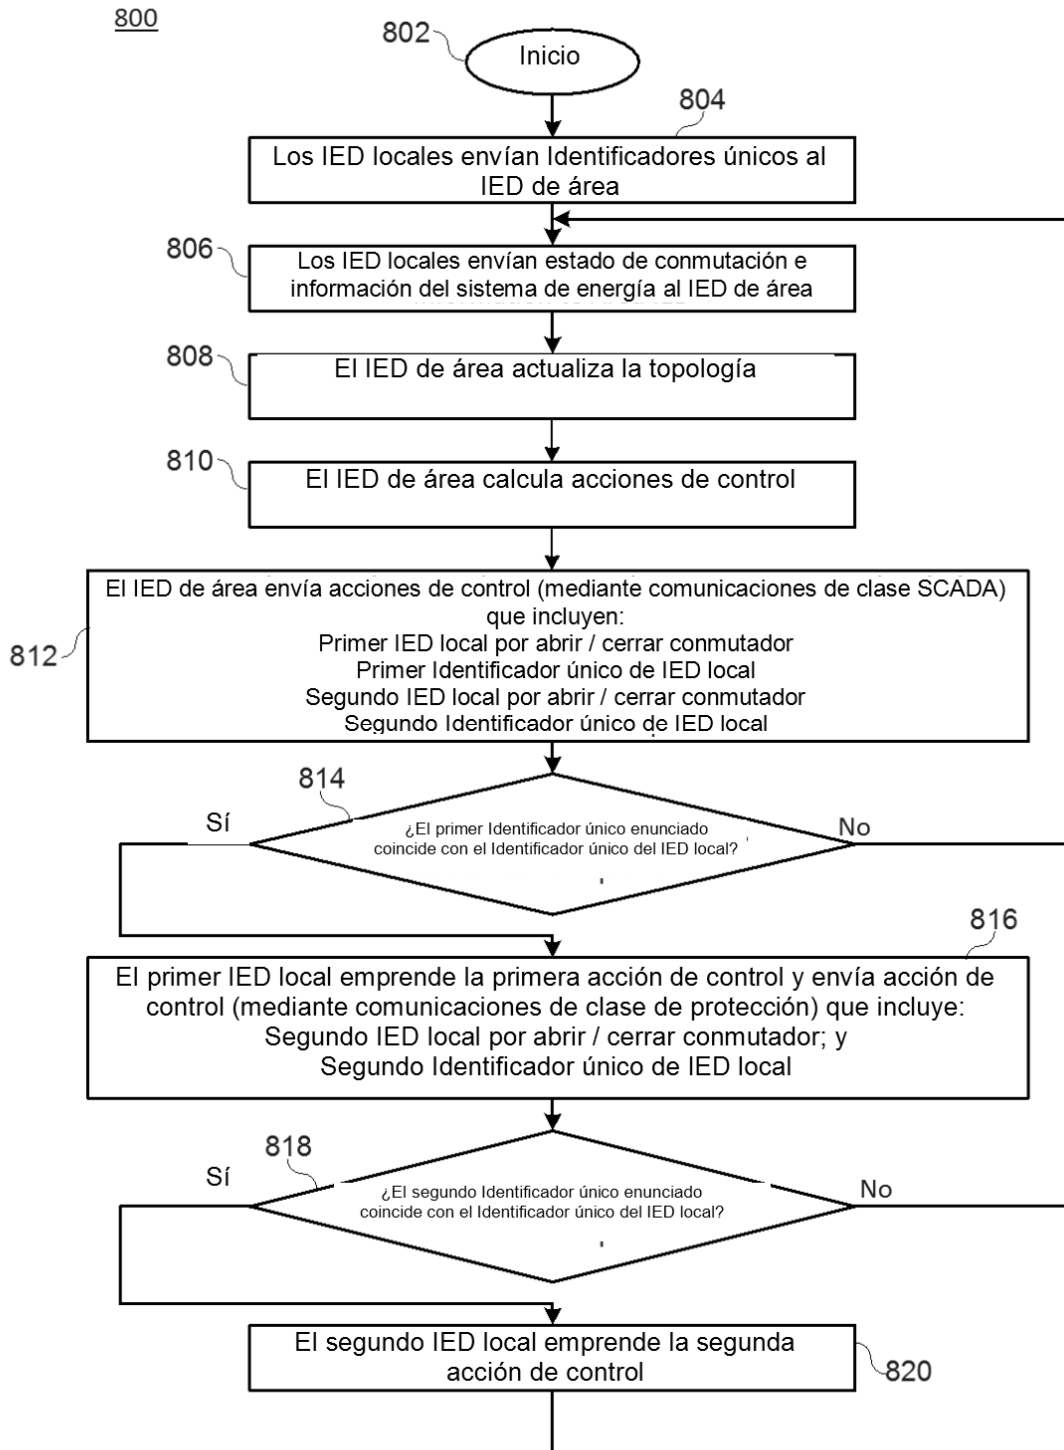 800
802
Inicio
804
Los IED locales envían Identificadores únicos al
IED de área
806
Los IED locales envían estado de conmutación e
información del sistema de energía al IED de área
808
El IED de área actualiza la topología
810
El IED de área calcula acciones de control
812
El IED de área envía acciones de control (mediante comunicaciones de clase SCADA)
que incluyen:
Primer IED local por abrir / cerrar conmutador
Primer Identificador único de IED local
Segundo IED local por abrir / cerrar conmutador
Segundo Identificador único de IED local
814
Sí
No
¿El primer Identificador único enunciado
coincide con el Identificador único del IED local?
816
El primer IED local emprende la primera acción de control y envía acción de
control (mediante comunicaciones de clase de protección) que incluye:
Segundo IED local por abrir / cerrar conmutador; y
Segundo Identificador único de IED local
818
Sí
No
¿El segundo Identificador único enunciado
coincide con el Identificador único del IED local?
El segundo IED local emprende la segunda
acción de control
820